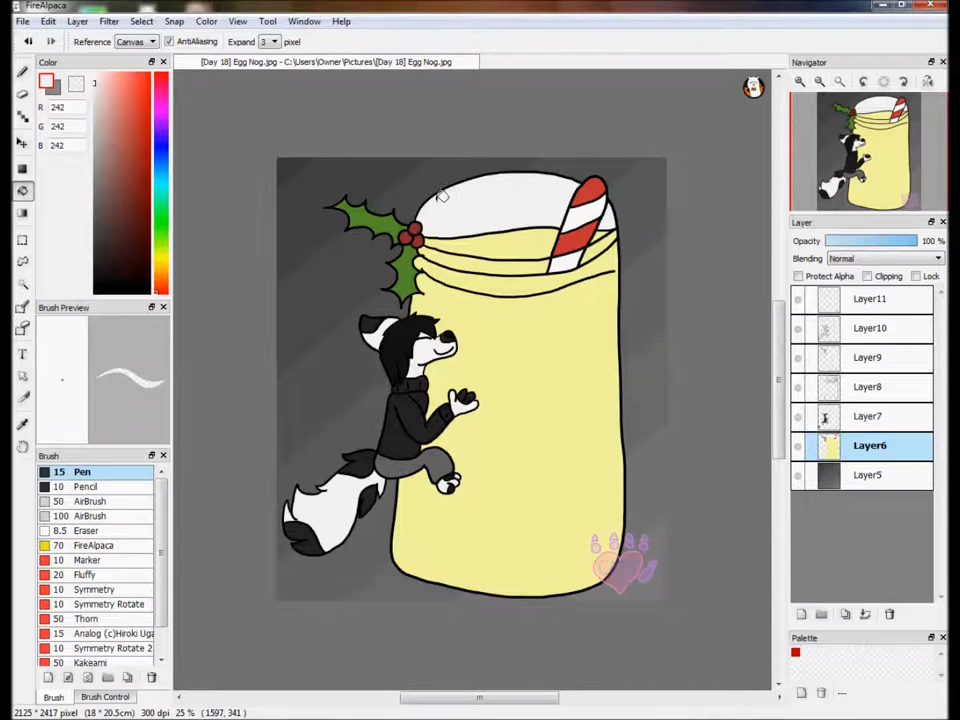 FireAlpaca
File Edit Layer Filter Select Snap Color View Tool Window Help
Reference Canvas AntiAliasing Expand 3 pixel
Color
[Day 18] Egg Nog.jpg - C:\Users\Owner\Pictures\[Day 18] Egg Nog.jpg
Navigator
R 242
G 242
B 242
Layer
Opacity 100 %
Blending Normal
Protect Alpha Clipping Lock
Layer11
Layer10
Layer9
Layer8
Layer7
Layer6
Layer5
Brush Preview
Brush
15 Pen
10 Pencil
50 AirBrush
100 AirBrush
8.5 Eraser
70 FireAlpaca
10 Marker
20 Fluffy
10 Symmetry
10 Symmetry Rotate
50 Thorn
15 Analog (c)Hiroki Uga
10 Symmetry Rotate 2
50 Kakeami
Brush Brush Control
Palette
---
2125 * 2417 pixel (18 * 20.5cm) 300 dpi 25 % (1597, 341)